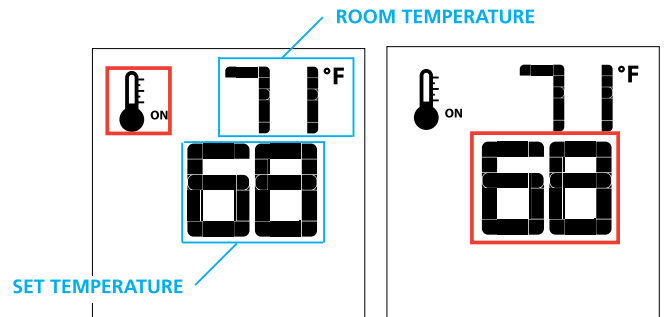 ROOM TEMPERATURE
ON 71 °F
68
SET TEMPERATURE
ON 71 °F
68